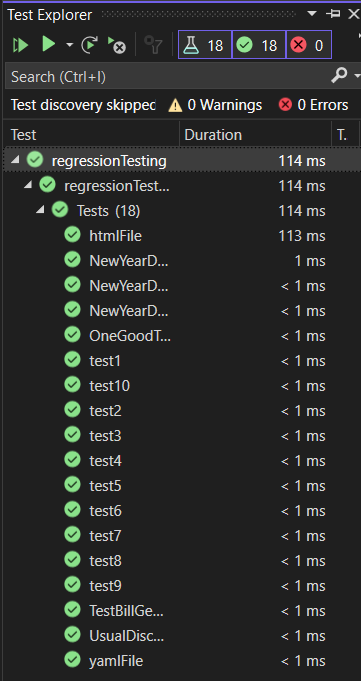 Test Explorer
18 18 0
Search (Ctrl+I)
Test discovery skipped 0 Warnings 0 Errors
Test Duration T.
regressionTesting 114 ms
regressionTest... 114 ms
Tests (18) 114 ms
htmlFile 113 ms
NewYearD... 1 ms
NewYearD... < 1 ms
NewYearD... < 1 ms
OneGoodT... < 1 ms
test1 < 1 ms
test10 < 1 ms
test2 < 1 ms
test3 < 1 ms
test4 < 1 ms
test5 < 1 ms
test6 < 1 ms
test7 < 1 ms
test8 < 1 ms
test9 < 1 ms
TestBillGe... < 1 ms
UsualDisc... < 1 ms
yamlFile < 1 ms